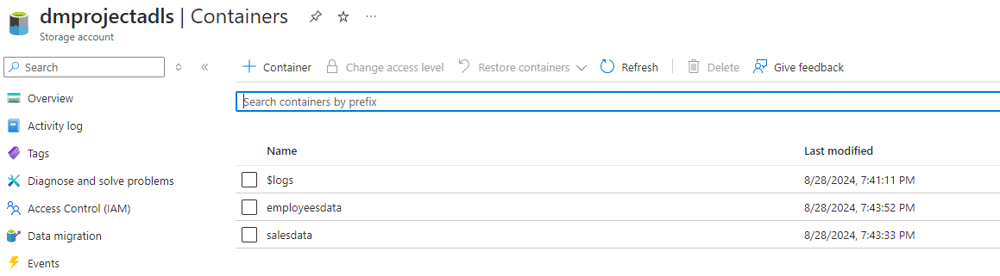 dmprojectadls | Containers
Storage account
Search
Container Change access level Restore containers Refresh Delete Give feedback
Search containers by prefix
Overview
Activity log
Tags
Diagnose and solve problems
Access Control (IAM)
Data migration
Events
Name Last modified
$logs 8/28/2024, 7:41:11 PM
employeesdata 8/28/2024, 7:43:52 PM
salesdata 8/28/2024, 7:43:33 PM